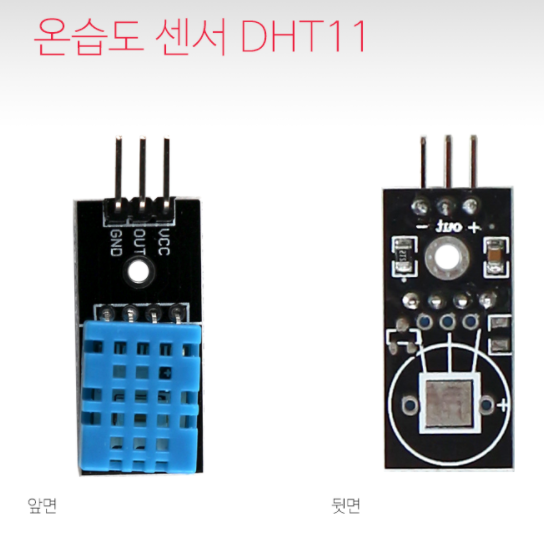 온습도 센서 DHT11
GND
OUT
VCC
- out +
+
앞면
뒷면